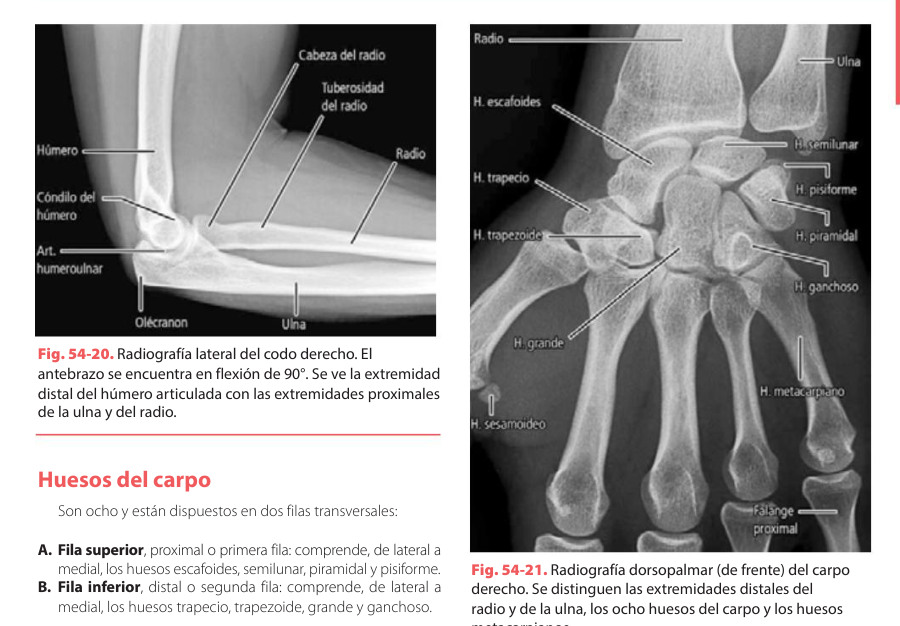 Cabeza del radio
Tuberosidad
del radio
Radio
Húmero
Cóndilo del
húmero
Art.
humeroulnar
Olécranon
Ulna
Fig. 54-20. Radiografía lateral del codo derecho. El
antebrazo se encuentra en flexión de 90°. Se ve la extremidad
distal del húmero articulada con las extremidades proximales
de la ulna y del radio.
Huesos del carpo
Son ocho y están dispuestos en dos filas transversales:
A. Fila superior, proximal o primera fila: comprende, de lateral a
medial, los huesos escafoides, semilunar, piramidal y pisiforme.
B. Fila inferior, distal o segunda fila: comprende, de lateral a
medial, los huesos trapecio, trapezoide, grande y ganchoso.
Radio
Ulna
H. escafoides
H. semilunar
H. trapecio
H. pisiforme
H. trapezoide
H. piramidal
H. ganchoso
H. grande
H. metacarpiano
H. sesamoideo
Falange
proximal
Fig. 54-21. Radiografía dorsopalmar (de frente) del carpo
derecho. Se distinguen las extremidades distales del
radio y de la ulna, los ocho huesos del carpo y los huesos